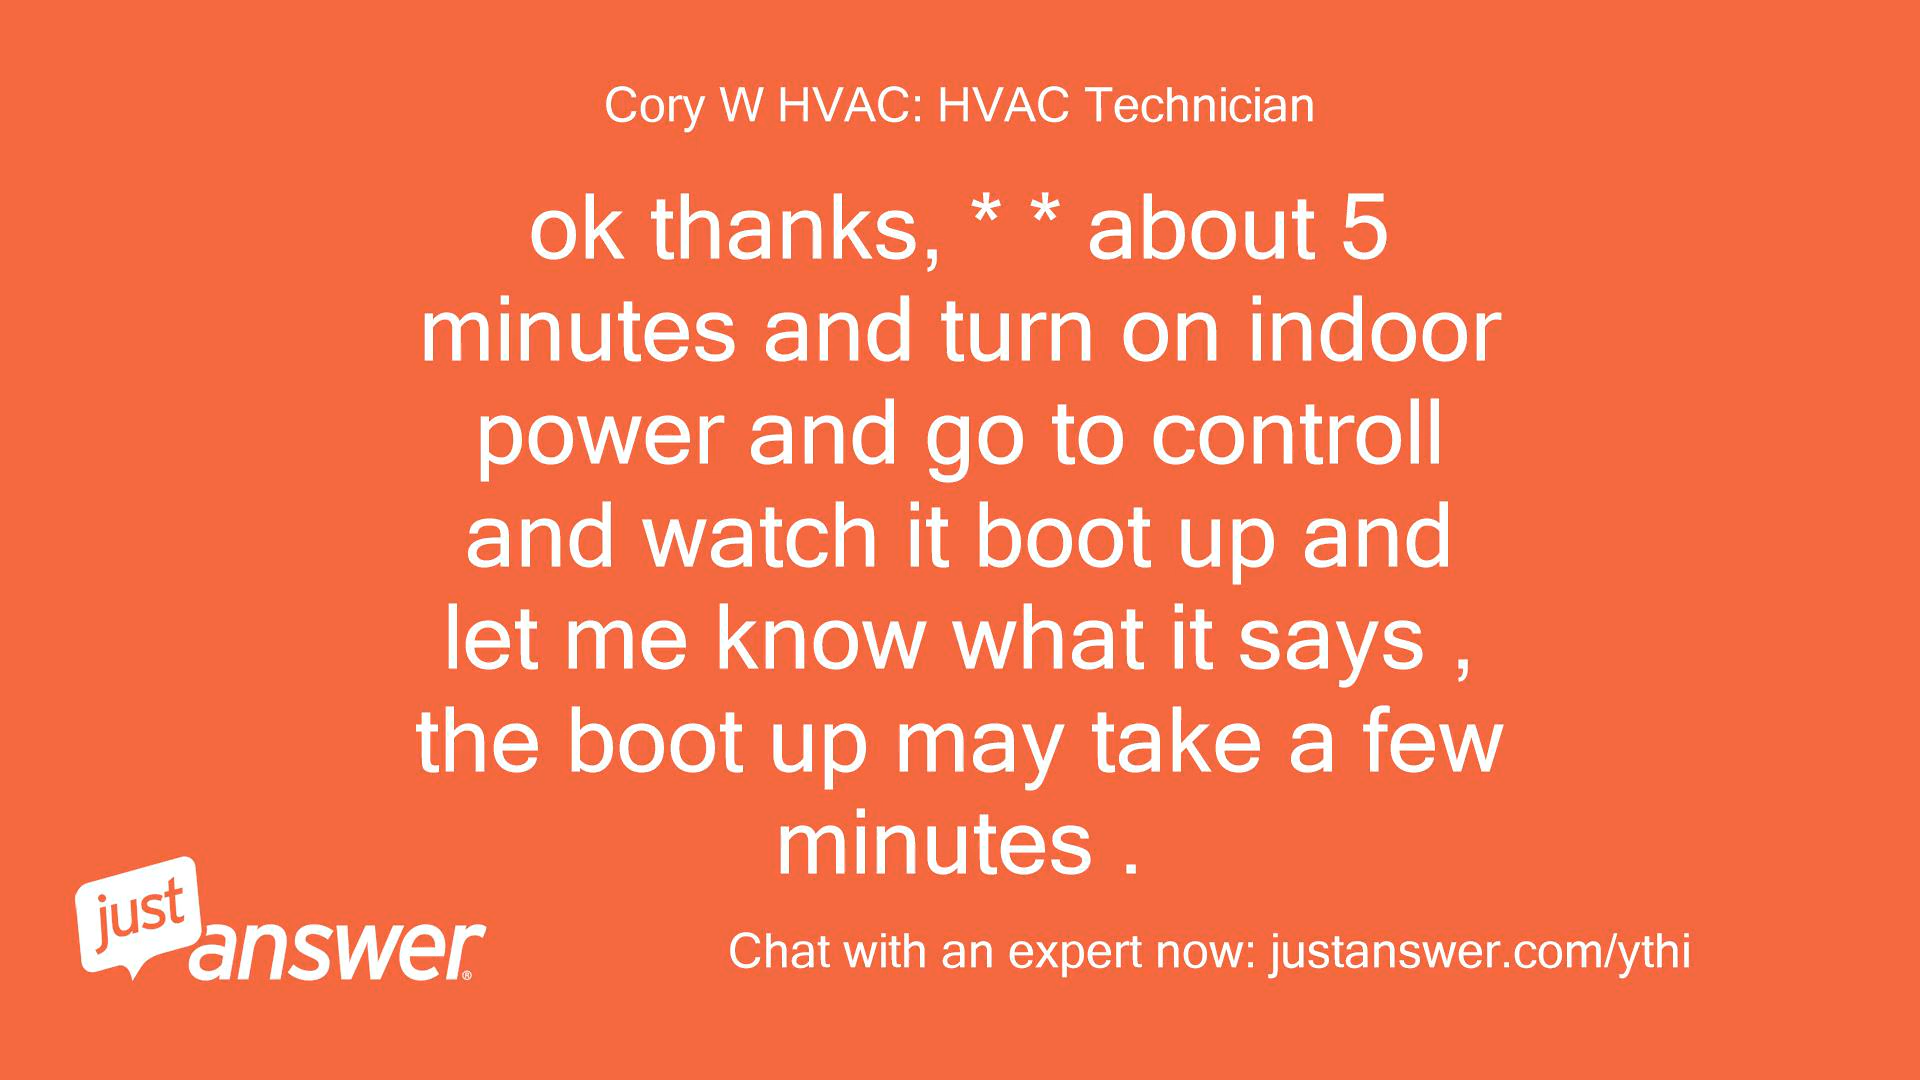 Cory W HVAC: HVAC Technician
ok thanks, * * about 5
minutes and turn on indoor
power and go to controll
and watch it boot up and
let me know what it says ,
the boot up may take a few
minutes .
just
answer®
Chat with an expert now: justanswer.com/ythi